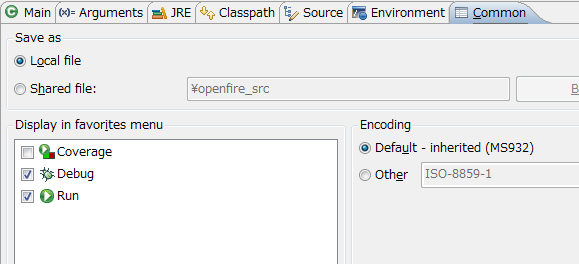 Main (x)= Arguments JRE Classpath Source Environment Common
Save as
Local file
Shared file: ¥openfire_src B
Display in favorites menu
Coverage
Debug
Run
Encoding
Default - inherited (MS932)
Other ISO-8859-1